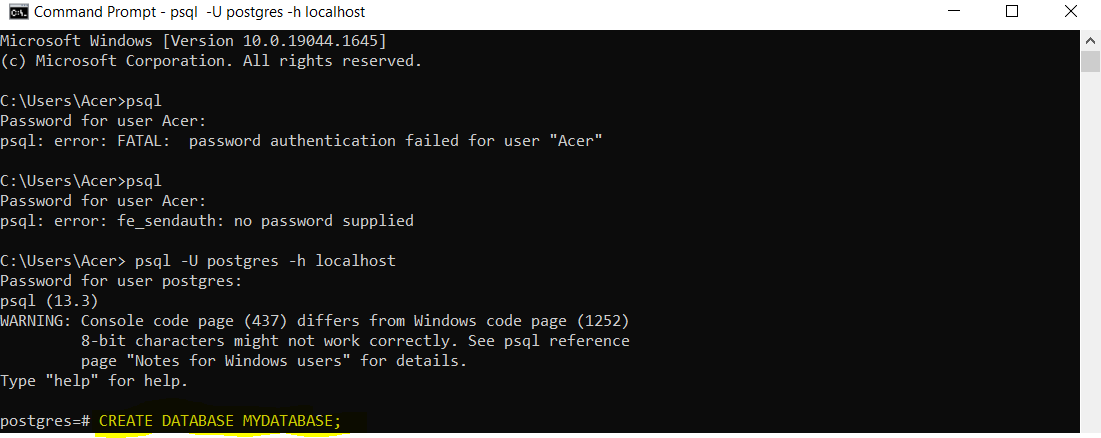 Command Prompt - psql  -U postgres -h localhost
Microsoft Windows [Version 10.0.19044.1645]
(c) Microsoft Corporation. All rights reserved.
C:\Users\Acer>psql
Password for user Acer:
psql: error: FATAL:  password authentication failed for user "Acer"
C:\Users\Acer>psql
Password for user Acer:
psql: error: fe_sendauth: no password supplied
C:\Users\Acer> psql -U postgres -h localhost
Password for user postgres:
psql (13.3)
WARNING: Console code page (437) differs from Windows code page (1252)
         8-bit characters might not work correctly. See psql reference
         page "Notes for Windows users" for details.
Type "help" for help.
postgres=# CREATE DATABASE MYDATABASE;